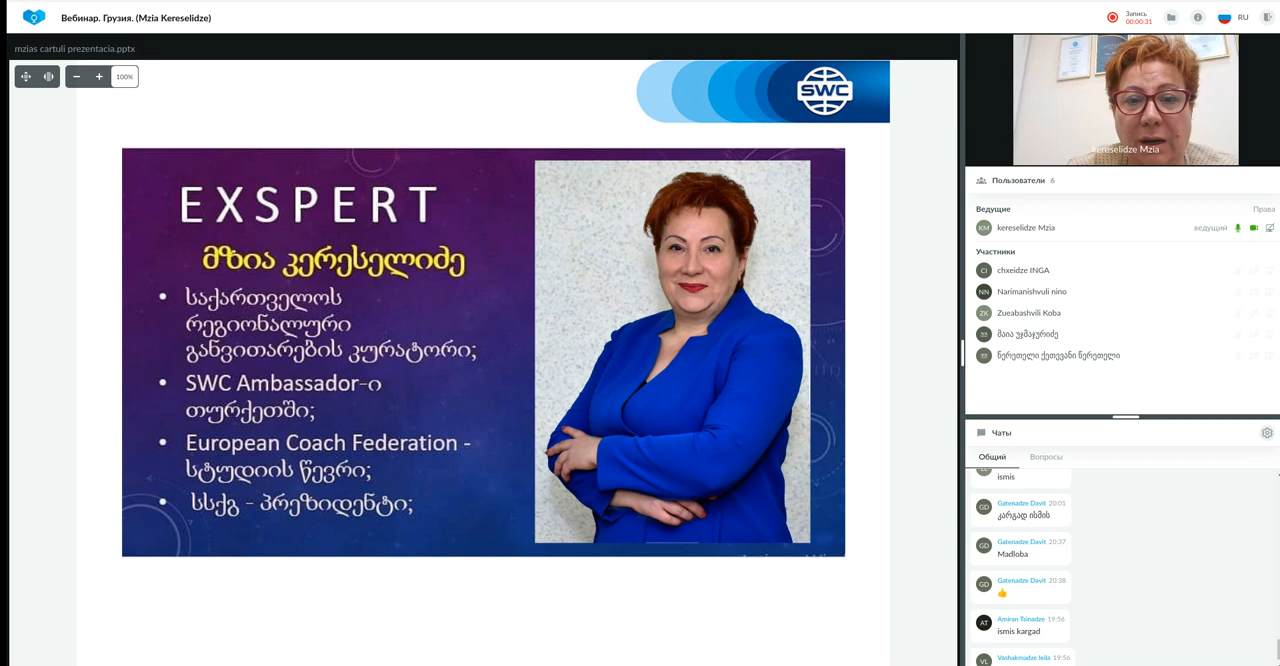 Вебинар. Грузия. (Mzia Kereselidze)
Запись
00:00:31
RU
mzias cartuli prezentacia.pptx
100%
SWC
EXSPERT
მზია კერესელიძე
• საქართველოს
რეგიონალური
განვითარების კურატორი;
• SWC Ambassador-ი
თურქეთში;
• European Coach Federation -
სტუდიის წევრი;
• სსქგ - პრეზიდენტი;
kereselidze Mzia
Пользователи 6
Ведущие Права
KM kereselidze Mzia ведущий
Участники
CI chxeidze INGA
NN Narimanishvuli nino
ZK Zueabashvili Koba
მაია უჯმაჯურიძე
წერეთელი ქეთევანი წერეთელი
Чаты
Общий Вопросы
ismis
GD Gatenadze Davit 20:01
კარგად ისმის
GD Gatenadze Davit 20:37
Madloba
GD Gatenadze Davit 20:38
👍
AT Amiran Tsinadze 19:56
ismis kargad
VL Vashakmadze leila 19:56